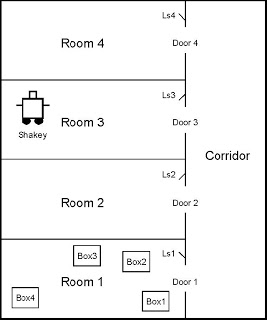 Ls4
Room 4
Door 4
Ls3
Room 3
Door 3
Shakey
Corridor
Ls2
Room 2
Door 2
Ls1
Box3
Box2
Room 1
Door 1
Box4
Box1